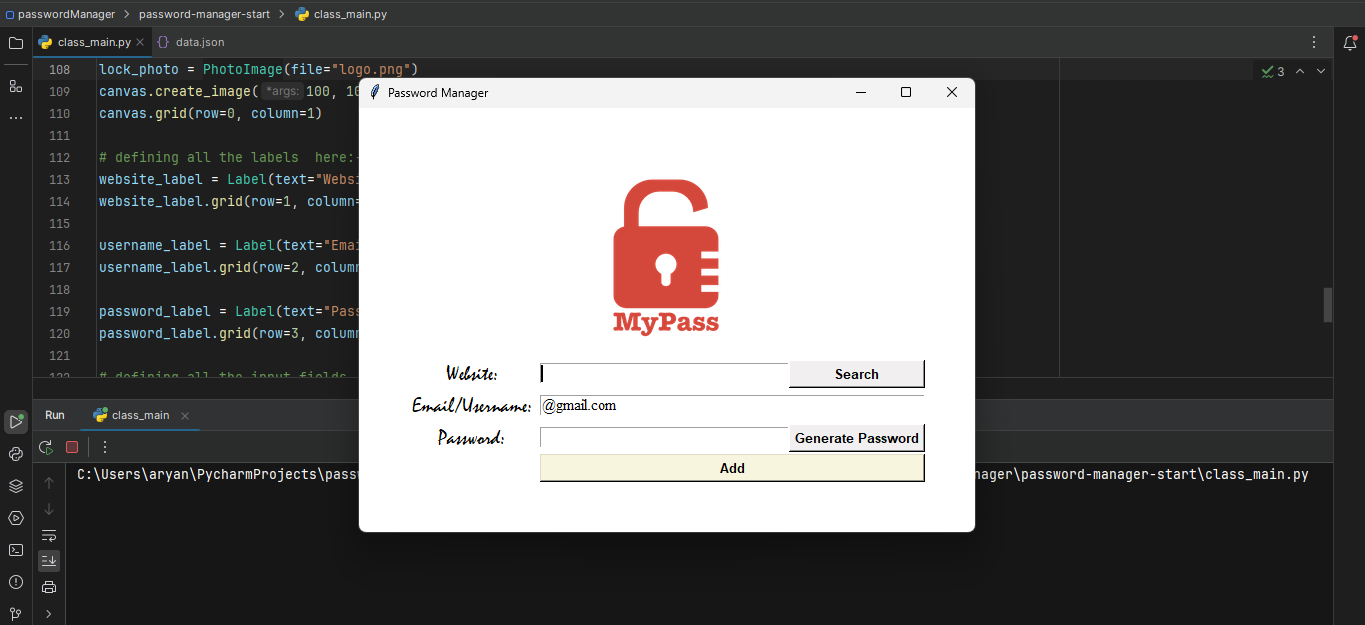 passwordManager > password-manager-start > class_main.py
class_main.py data.json
108 lock_photo = PhotoImage(file="logo.png")
109 canvas.create_image( *args: 100, 10
110 canvas.grid(row=0, column=1)
111
112 # defining all the labels here:-
113 website_label = Label(text="Websi
114 website_label.grid(row=1, column=
115
116 username_label = Label(text="Emai
117 username_label.grid(row=2, column
118
119 password_label = Label(text="Pass
120 password_label.grid(row=3, column
121
122 # defining all the input fields
3
Password Manager
MyPass
Website:
Search
Email/Username: @gmail.com
Password:
Generate Password
Add
Run class_main
C:\Users\aryan\PycharmProjects\passw
nager\password-manager-start\class_main.py